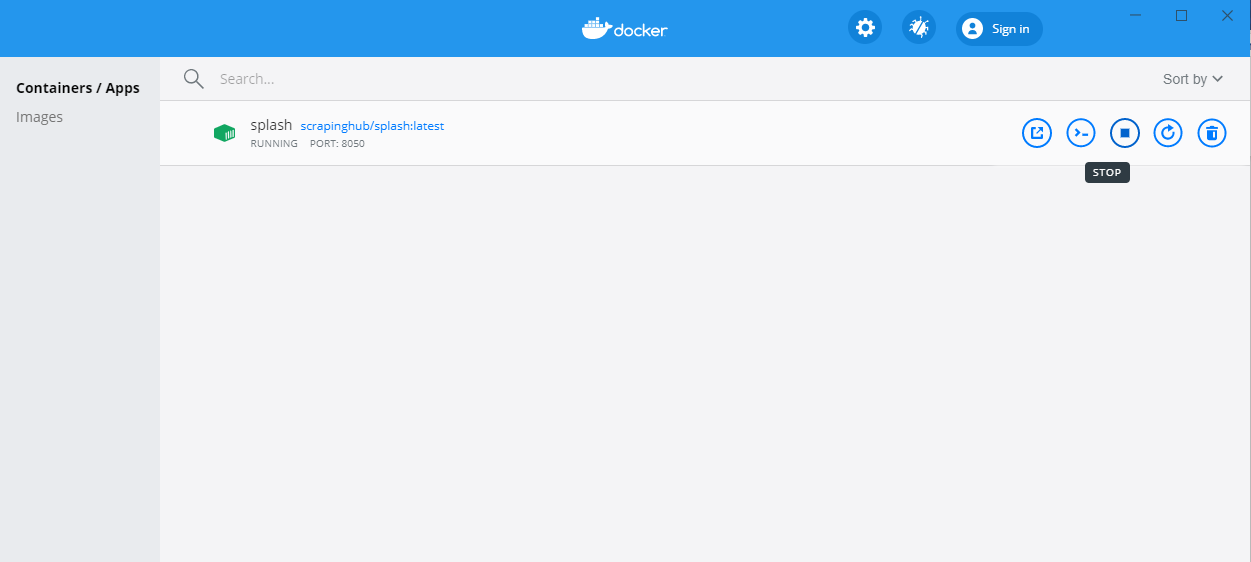 docker
Sign in
Containers / Apps
Images
Search...
Sort by
splash scrapinghub/splash:latest
RUNNING PORT: 8050
STOP